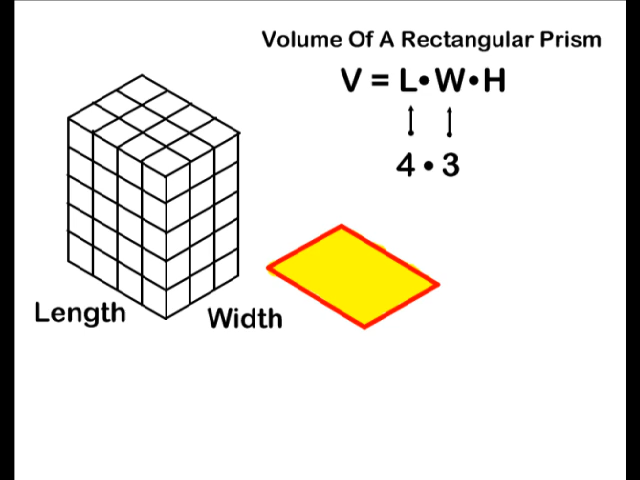 Volume Of A Rectangular Prism
V = L•W•H
4 • 3
Length
Width